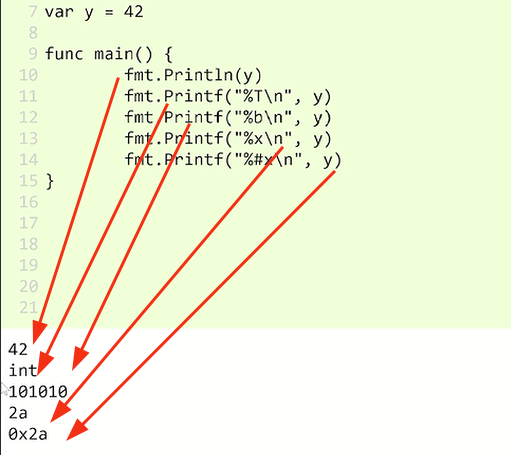 7 var y = 42
8
9 func main() {
10 fmt.Println(y)
11 fmt.Printf("%T\n", y)
12 fmt.Printf("%b\n", y)
13 fmt.Printf("%x\n", y)
14 fmt.Printf("%#x\n", y)
15 }
16
17
18
19
20
21
42
int
101010
2a
0x2a